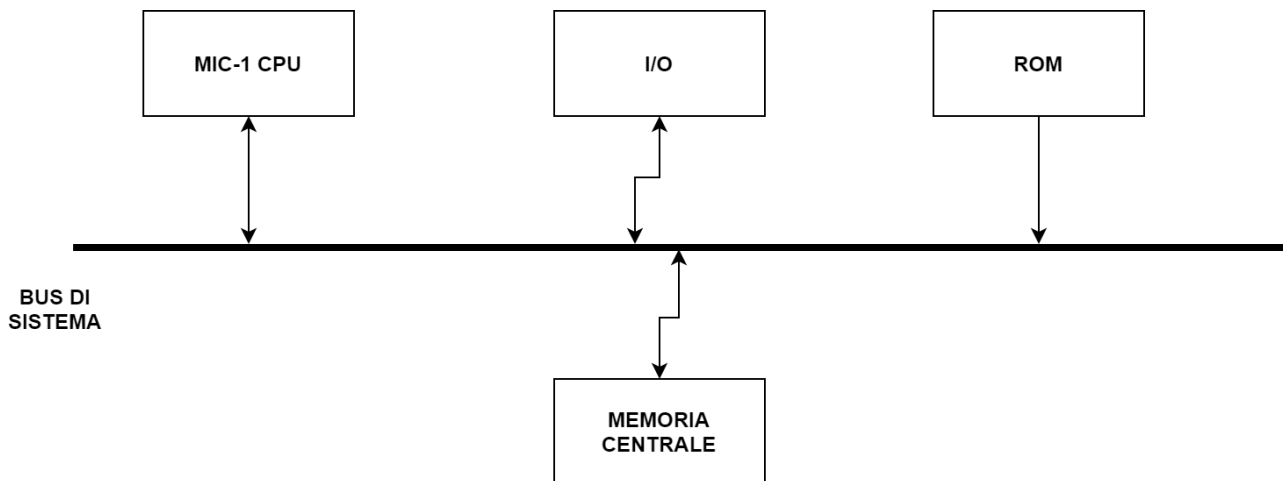 MIC-1 CPU
I/O
ROM
BUS DI
SISTEMA
MEMORIA
CENTRALE